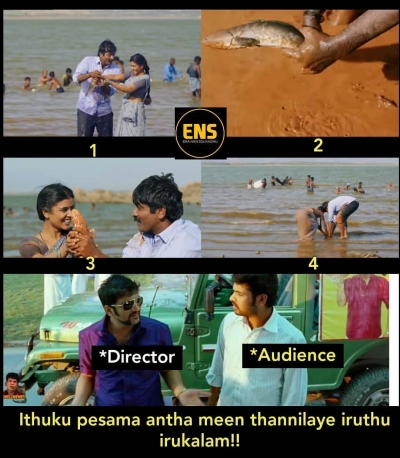 ENS
1
2
3
4
*Director
*Audience
Ithuku pesama antha meen thannilaye iruthu
irukalam!!